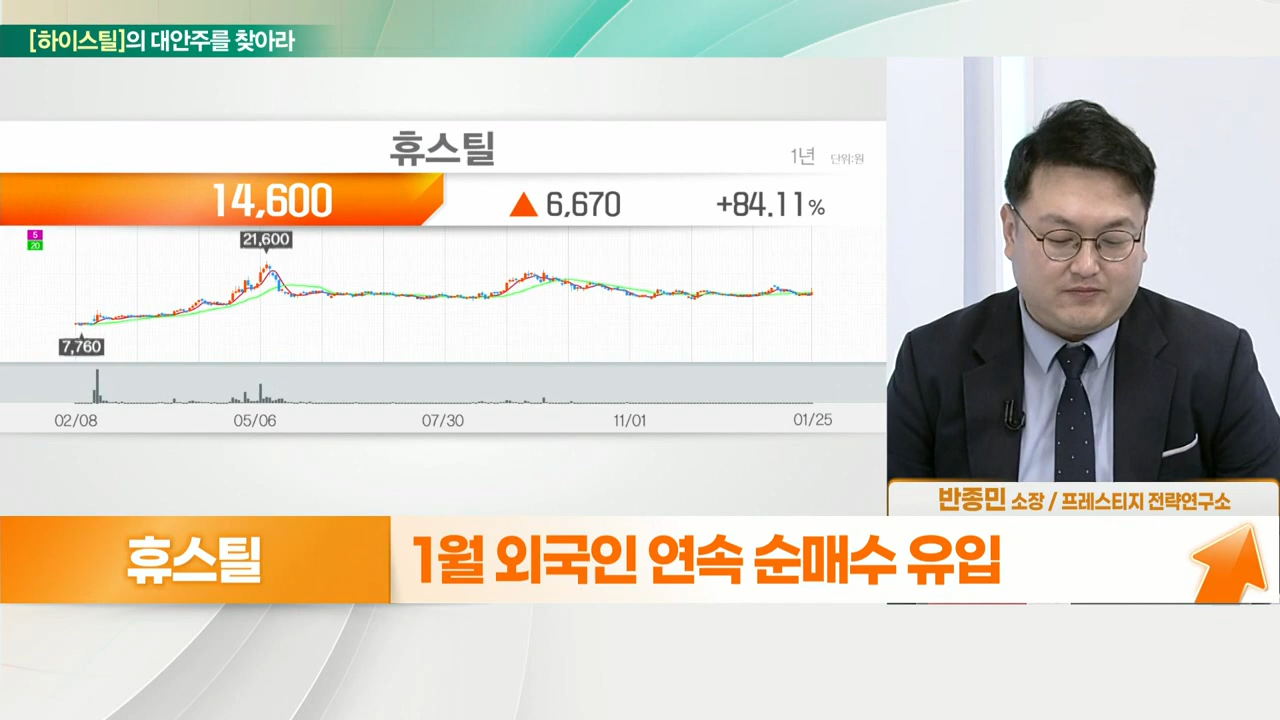 [하이스틸]의 대안주를 찾아라
휴스틸
1년 단위:원
14,600 ▲ 6,670 +84.11%
5
20
21,600
7,760
02/08 05/06 07/30 11/01 01/25
반종민 소장 / 프레스티지 전략연구소
휴스틸 1월 외국인 연속 순매수 유입